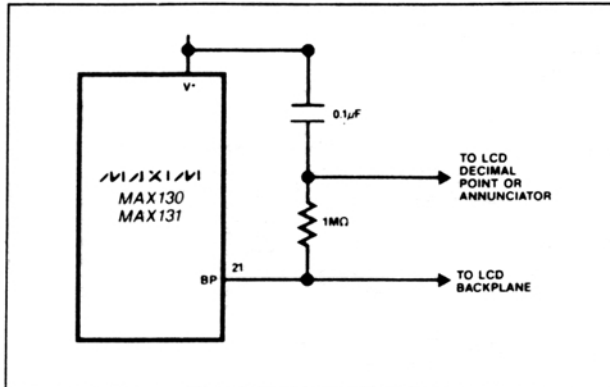 V+
0.1µF
MAXIM
MAX130
MAX131
TO LCD
DECIMAL
POINT OR
ANNUNCIATOR
1MΩ
BP
21
TO LCD
BACKPLANE